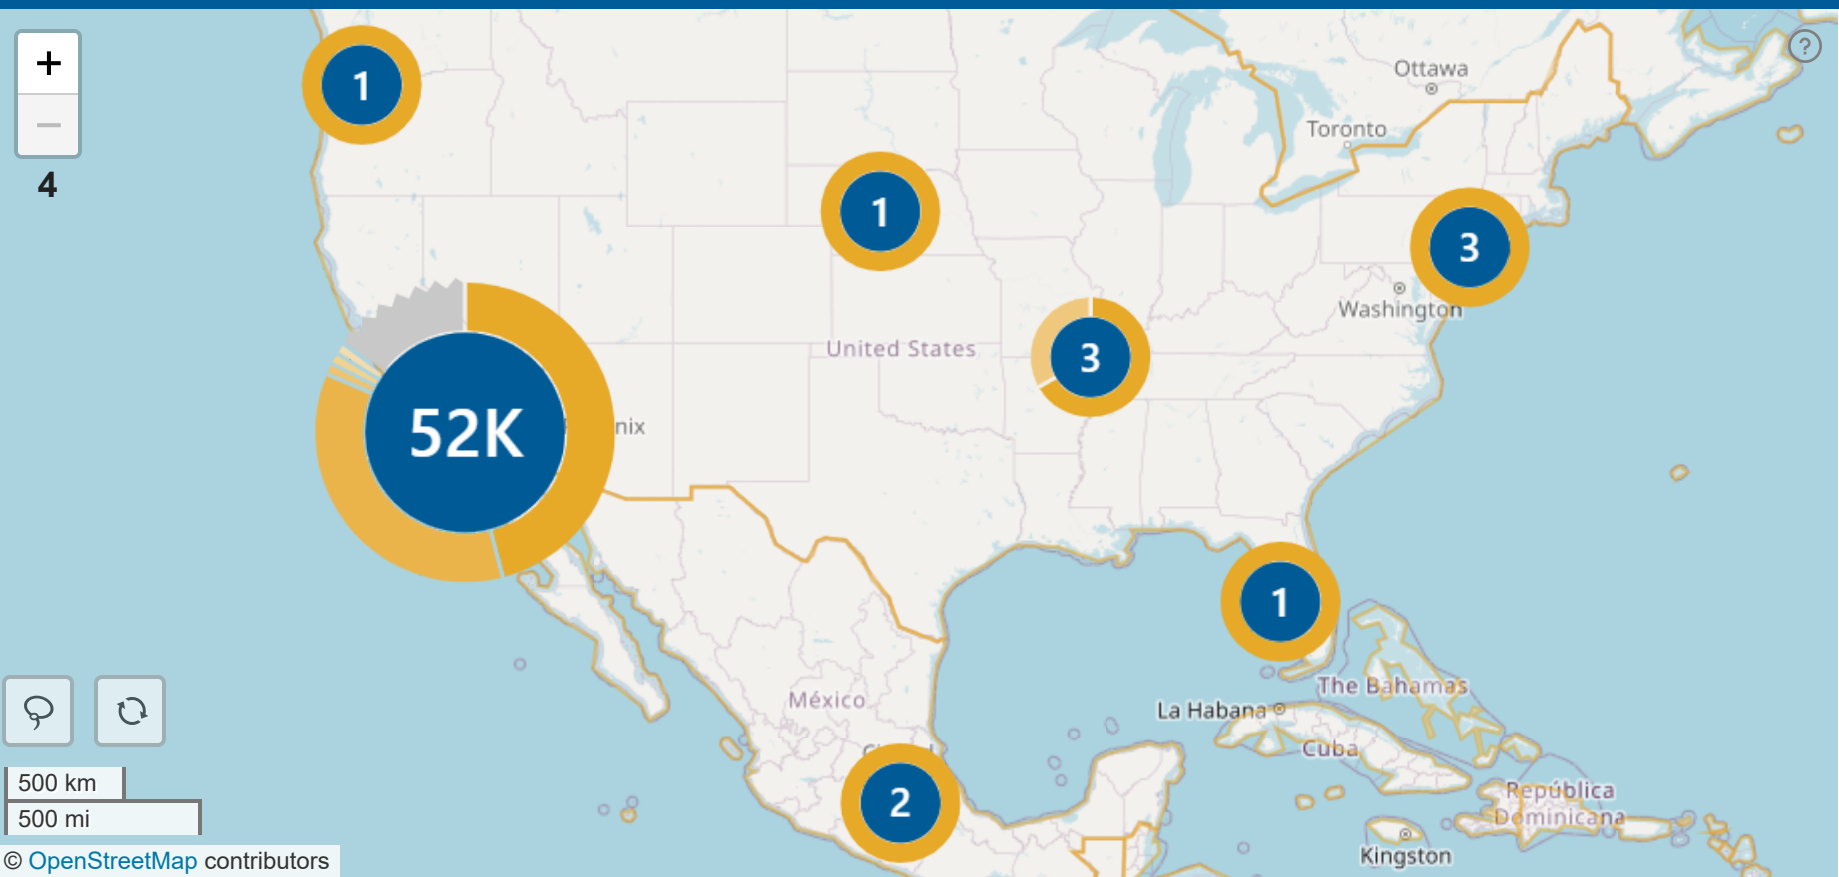 +
1
?
Ottawa
−
Toronto
4
1
3
Washington
United States
3
52K
nix
1
The Bahamas
México
La Habana
Cuba
500 km
República
Dominicana
2
500 mi
Kingston
© OpenStreetMap contributors